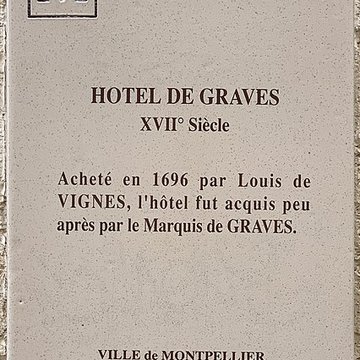 HOTEL DE GRAVES
XVII° Siècle
Acheté en 1696 par Louis de
VIGNES, l'hôtel fut acquis peu
après par le Marquis de GRAVES.
VILLE de MONTPELLIER